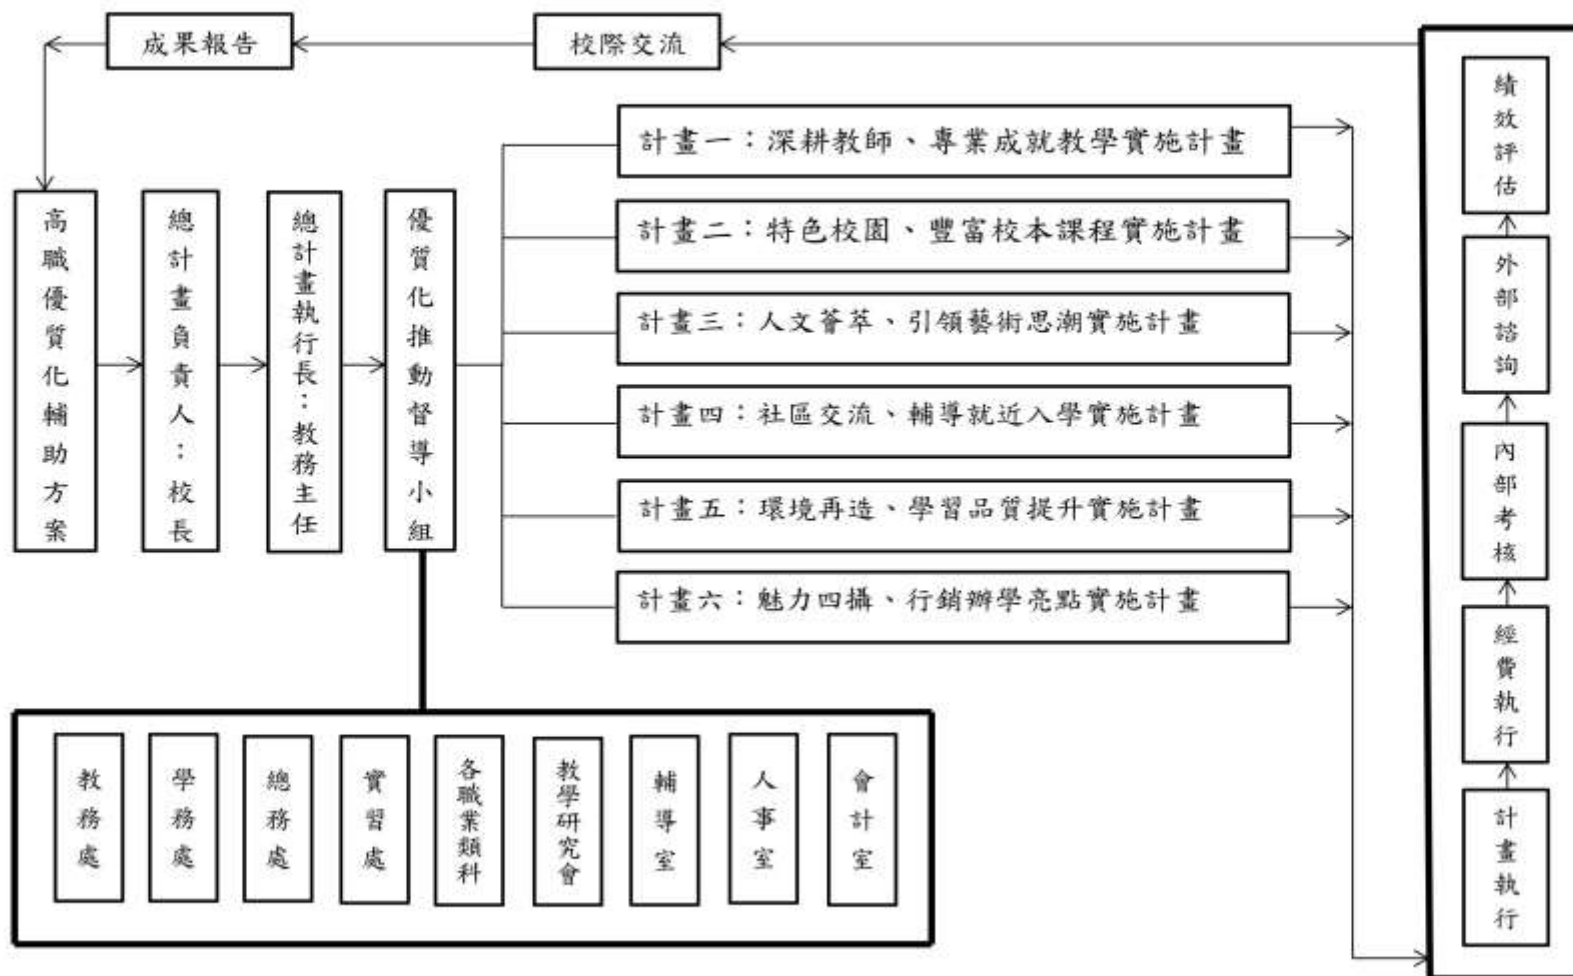 成果報告
校際交流
高職優質化輔助方案
總計畫負責人：校長
總計畫執行長：教務主任
優質化推動督導小組
計畫一：深耕教師、專業成就教學實施計畫
計畫二：特色校園、豐富校本課程實施計畫
計畫三：人文薈萃、引領藝術思潮實施計畫
計畫四：社區交流、輔導就近入學實施計畫
計畫五：環境再造、學習品質提升實施計畫
計畫六：魅力四攝、行銷辦學亮點實施計畫
績效評估
外部諮詢
內部考核
經費執行
計畫執行
教務處
學務處
總務處
實習處
各職業類科
教學研究會
輔導室
人事室
會計室